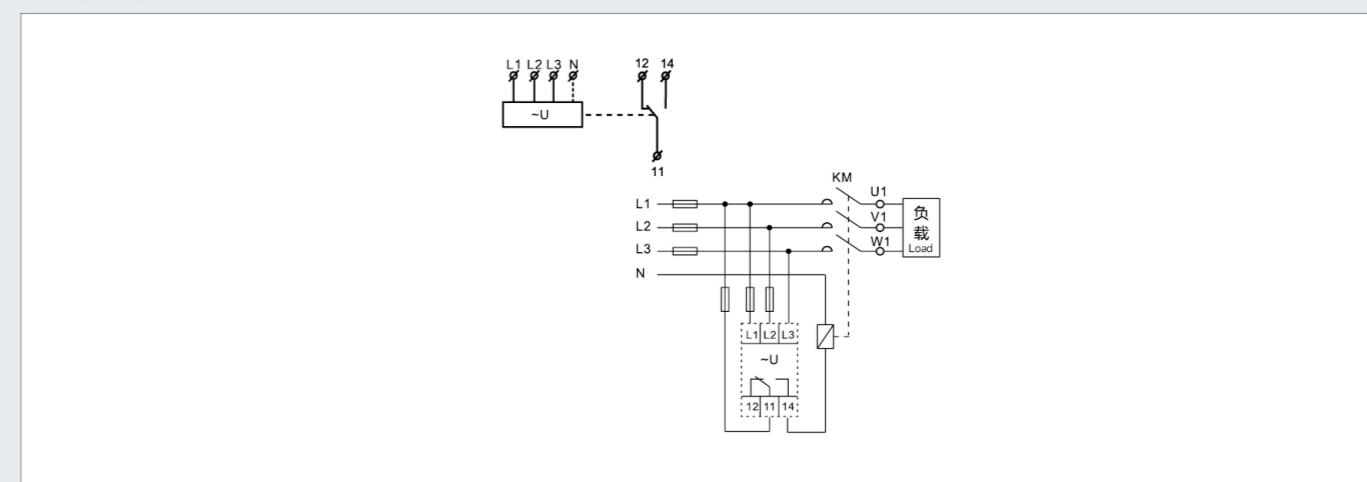 L1 L2 L3 N
12 14
~U
11
KM
L1
U1
L2
V1
L3
W1
负
载
Load
N
L1 L2 L3
~U
12 11 14